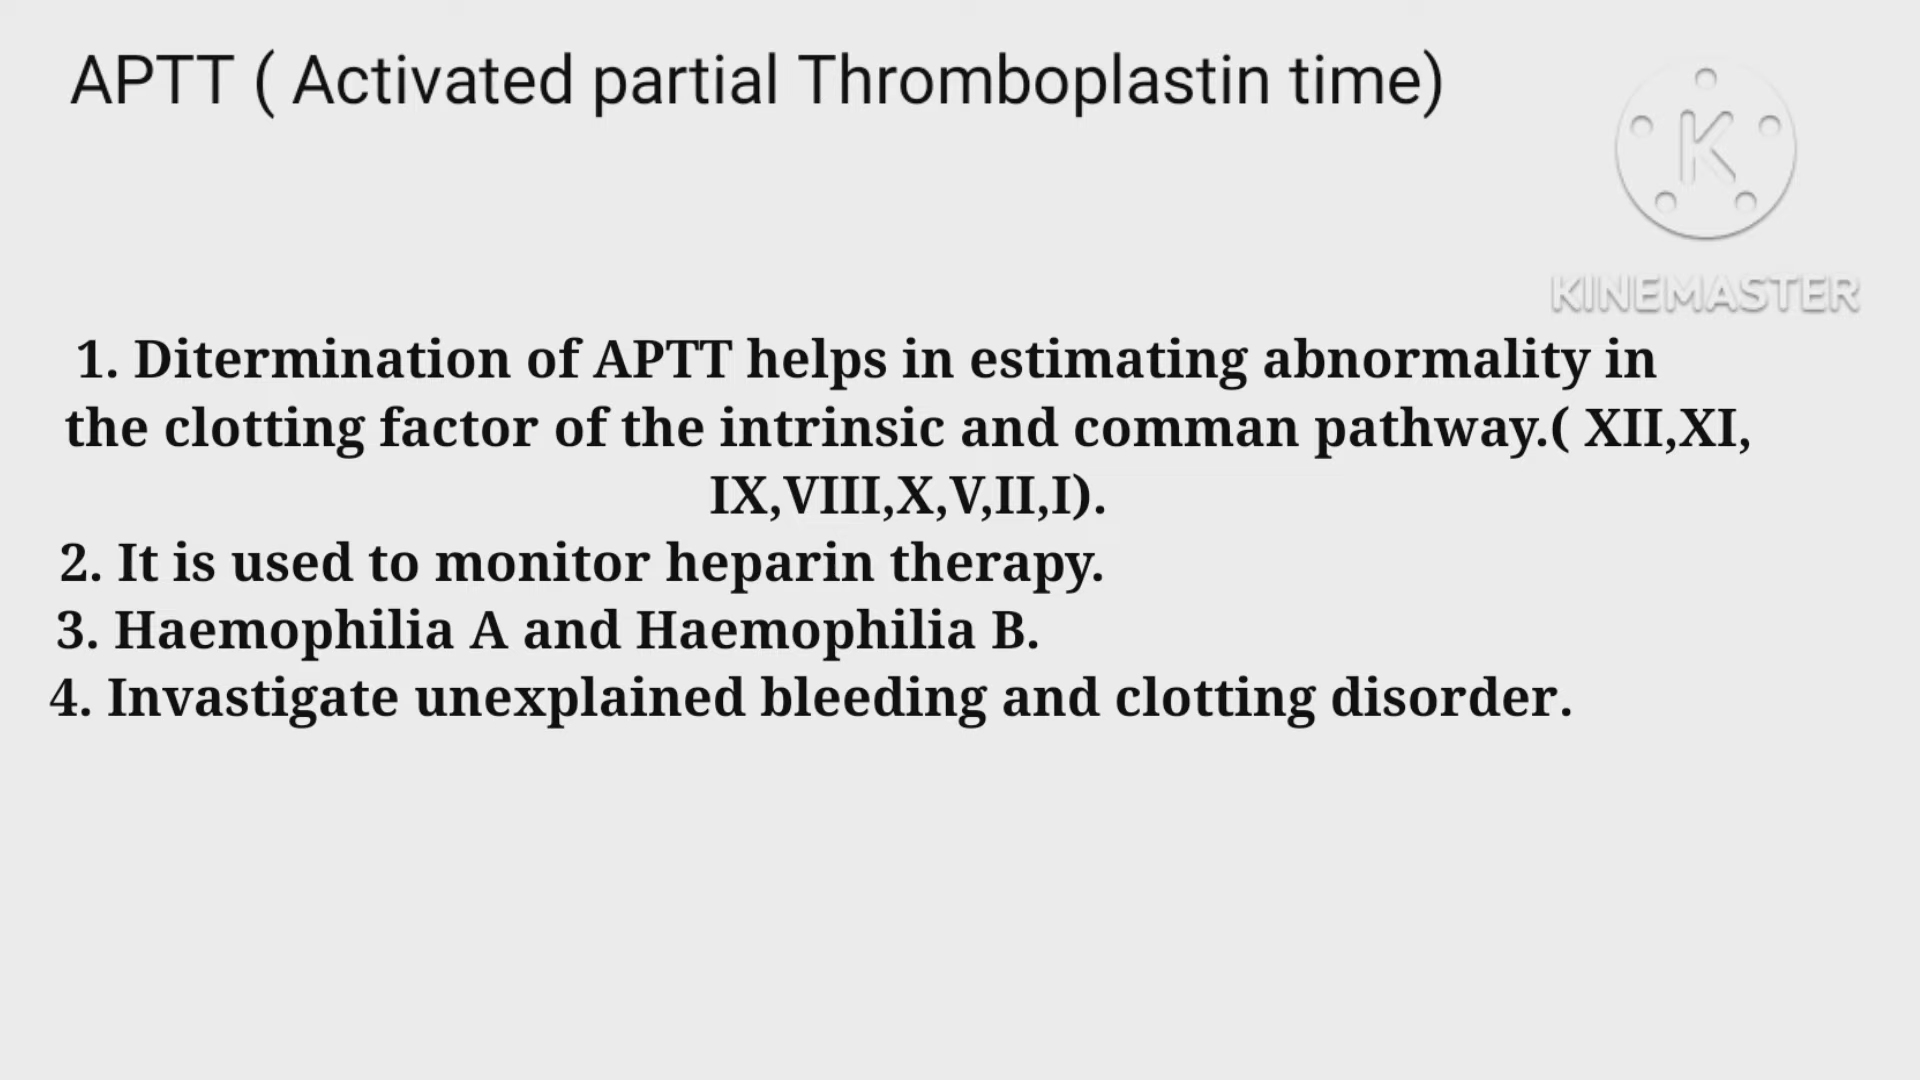 APTT ( Activated partial Thromboplastin time)
K
KINEMASTER
1. Ditermination of APTT helps in estimating abnormality in
the clotting factor of the intrinsic and comman pathway.( XII,XI,
IX,VIII,X,V,II,I).
2. It is used to monitor heparin therapy.
3. Haemophilia A and Haemophilia B.
4. Invastigate unexplained bleeding and clotting disorder.